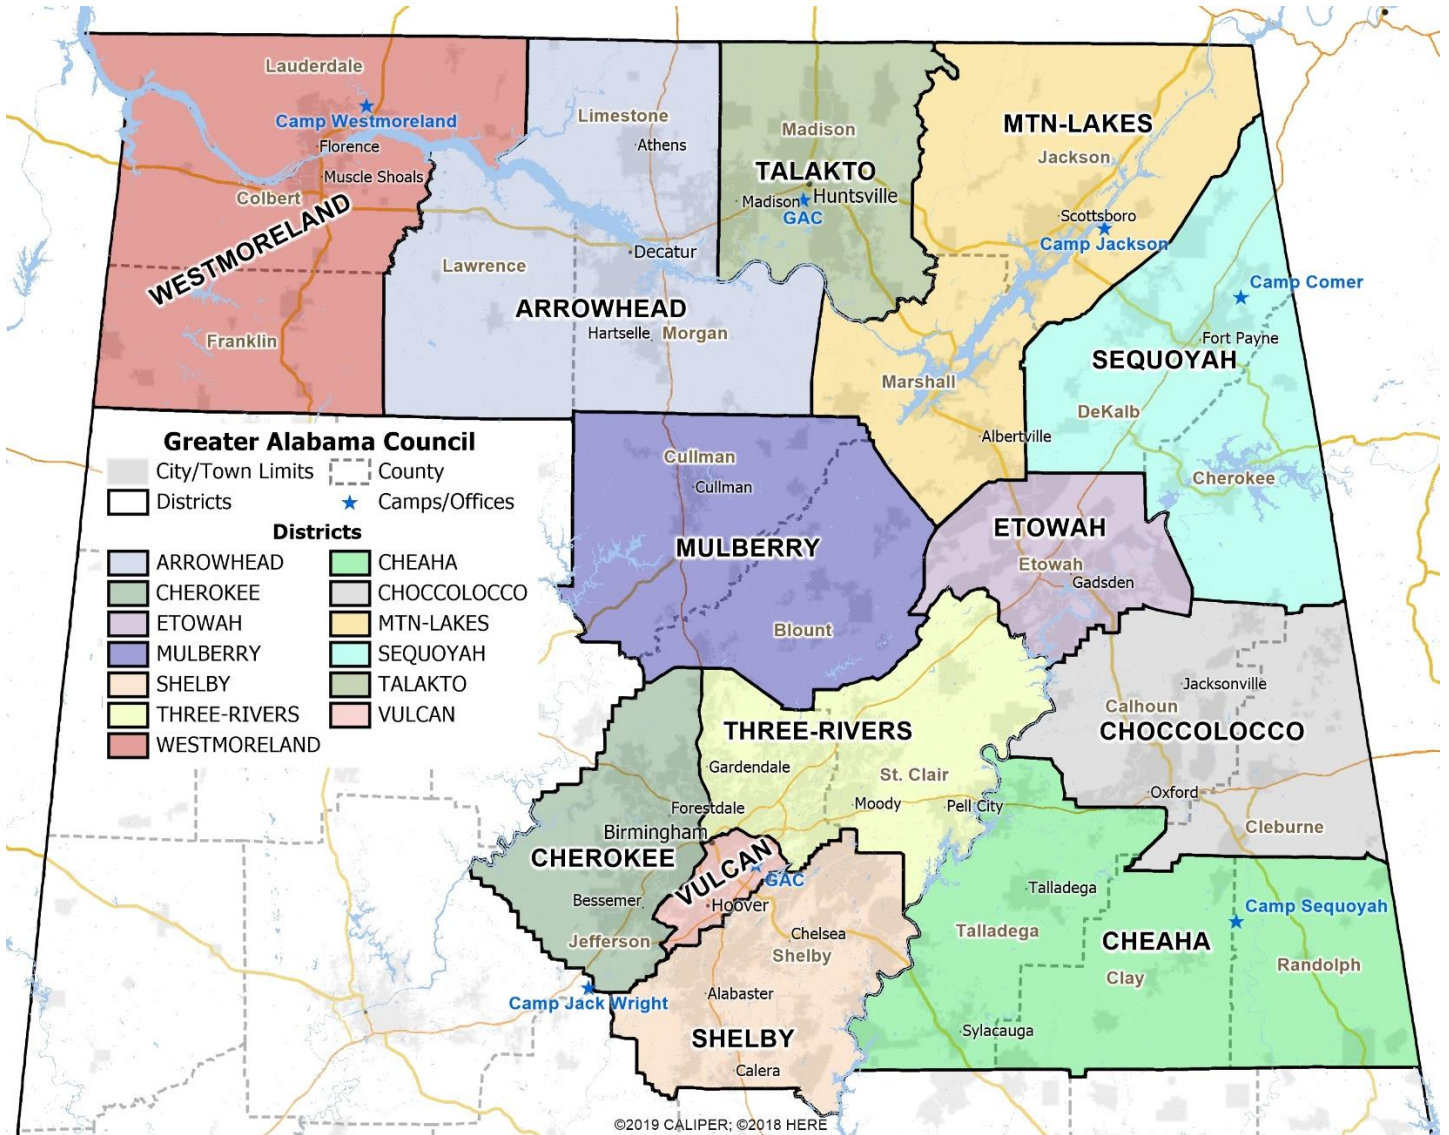 Lauderdale
Camp Westmoreland
Florence
Muscle Shoals
Colbert
WESTMORELAND
Franklin
Limestone
Athens
Lawrence
Decatur
ARROWHEAD
Hartselle
Morgan
Madison
TALAKTO
Madison
Huntsville
GAC
MTN-LAKES
Jackson
Scottsboro
Camp Jackson
Marshall
Albertville
Camp Comer
Fort Payne
SEQUOYAH
DeKalb
Cherokee
Greater Alabama Council
City/Town Limits
County
Districts
Camps/Offices
Districts
ARROWHEAD
CHEAHA
CHEROKEE
CHOCCOLOCCO
ETOWAH
MTN-LAKES
MULBERRY
SEQUOYAH
SHELBY
TALAKTO
THREE-RIVERS
VULCAN
WESTMORELAND
Cullman
Cullman
MULBERRY
Blount
ETOWAH
Etowah
Gadsden
THREE-RIVERS
Gardendale
St. Clair
Moody
Pell City
Forestdale
Birmingham
CHEROKEE
Bessemer
Jefferson
Camp Jack Wright
VULCAN
GAC
Hoover
Chelsea
Shelby
Alabaster
SHELBY
Calera
Jacksonville
Calhoun
CHOCCOLOCCO
Oxford
Cleburne
Talladega
Camp Sequoyah
Talladega
CHEAHA
Clay
Randolph
Sylacauga
©2019 CALIPER; ©2018 HERE